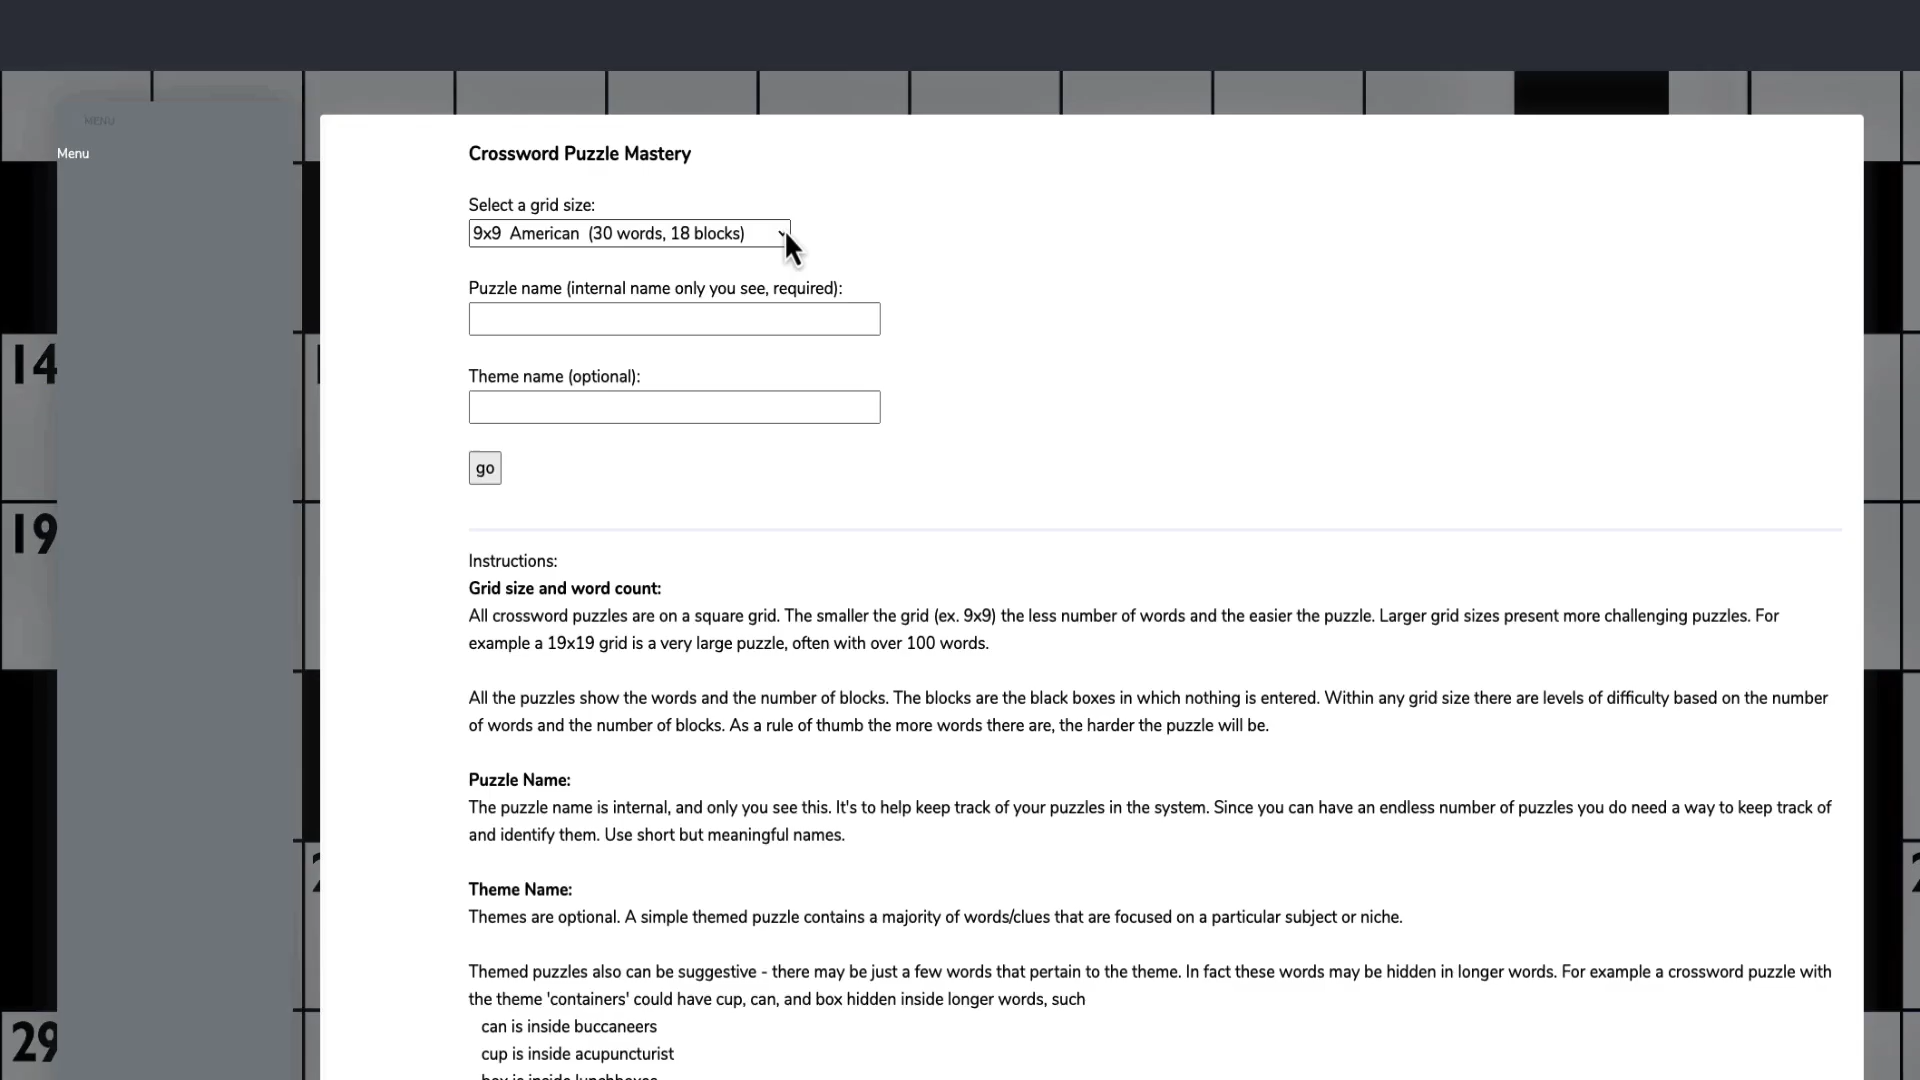 MENU
Menu
Crossword Puzzle Mastery
Select a grid size:
9x9 American (30 words, 18 blocks)
Puzzle name (internal name only you see, required):
14
Theme name (optional):
go
19
Instructions:
Grid size and word count:
All crossword puzzles are on a square grid. The smaller the grid (ex. 9x9) the less number of words and the easier the puzzle. Larger grid sizes present more challenging puzzles. For
example a 19x19 grid is a very large puzzle, often with over 100 words.
All the puzzles show the words and the number of blocks. The blocks are the black boxes in which nothing is entered. Within any grid size there are levels of difficulty based on the number
of words and the number of blocks. As a rule of thumb the more words there are, the harder the puzzle will be.
Puzzle Name:
The puzzle name is internal, and only you see this. It's to help keep track of your puzzles in the system. Since you can have an endless number of puzzles you do need a way to keep track of
and identify them. Use short but meaningful names.
Theme Name:
Themes are optional. A simple themed puzzle contains a majority of words/clues that are focused on a particular subject or niche.
Themed puzzles also can be suggestive - there may be just a few words that pertain to the theme. In fact these words may be hidden in longer words. For example a crossword puzzle with
the theme 'containers' could have cup, can, and box hidden inside longer words, such
can is inside buccaneers
29
cup is inside acupuncturist
box is inside lunchboxes